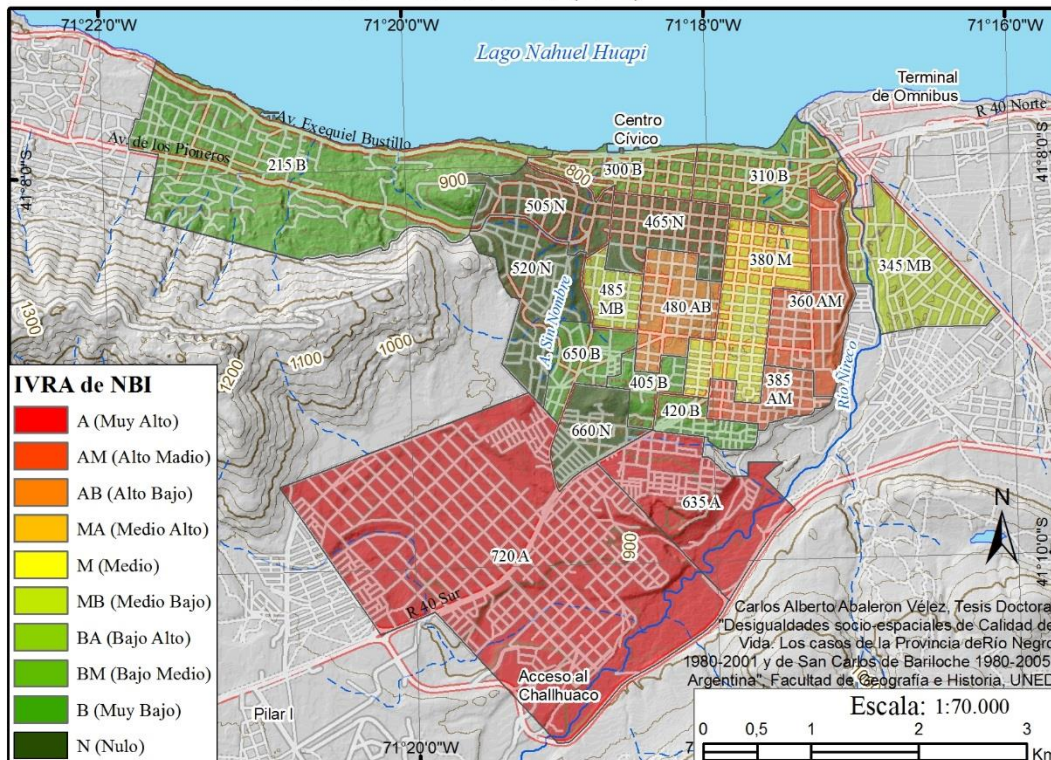 71°22'0"W
71°20'0"W
71°18'0"W
71°16'0"W
Lago Nahuel Huapi
Terminal
de Omnibus
R 40 Norte
Av. Exequiel Bustillo
Centro
Cívico
Av. de los Pioneros
41°8'0"S
41°8'0"S
215 B
900
800
300 B
310 B
505 N
465 N
520 N
380 M
345 MB
485
MB
480 AB
360 AM
A. Sin Nombre
650 B
405 B
385
AM
Río Ñireco
420 B
660 N
1300
1200
1100
1000
IVRA de NBI
A (Muy Alto)
AM (Alto Madio)
AB (Alto Bajo)
MA (Medio Alto)
M (Medio)
MB (Medio Bajo)
BA (Bajo Alto)
BM (Bajo Medio)
B (Muy Bajo)
N (Nulo)
635 A
720 A
900
N
41°10'0"S
R 40 Sur
Acceso al
Challhuaco
Pilar I
71°20'0"W
Carlos Alberto Abaleron Vélez, Tesis Doctora
"Desigualdades socio-espaciales de Calidad de
Vida. Los casos de la Provincia deRío Negro
1980-2001 y de San Carlos de Bariloche 1980-2005
Argentina". Facultad de Geografía e Historia, UNED
Escala: 1:70.000
0 0,5 1 2 3
Km